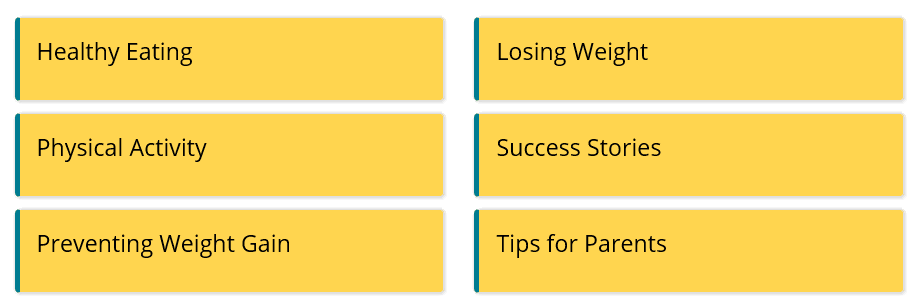 Healthy Eating
Losing Weight
Physical Activity
Success Stories
Preventing Weight Gain
Tips for Parents